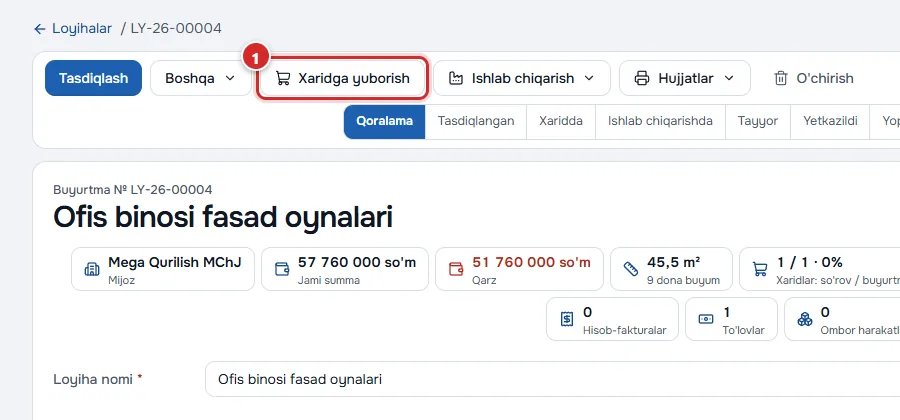 ← Loyihalar / LY-26-00004
1
Tasdiqlash Boshqa Xaridga yuborish Ishlab chiqarish Hujjatlar O'chirish
Qoralama Tasdiqlangan Xaridda Ishlab chiqarishda Tayyor Yetkazildi Yop
Buyurtma № LY-26-00004
Ofis binosi fasad oynalari
Mega Qurilish MChJ 57 760 000 so'm 51 760 000 so'm 45,5 m² 1 / 1 · 0%
Mijoz Jami summa Qarz 9 dona buyum Xaridlar: so'rov / buyurtm
0 1 0
Hisob-fakturalar To'lovlar Ombor harakatl
Loyiha nomi * Ofis binosi fasad oynalari